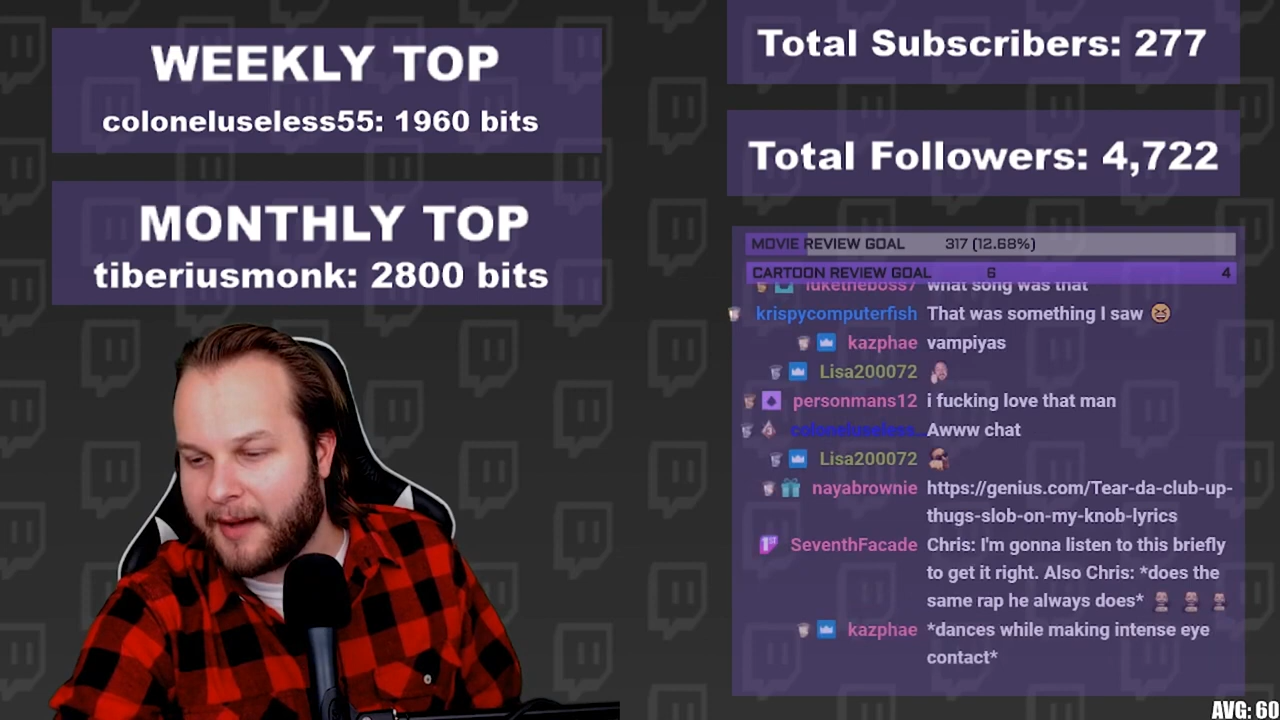 WEEKLY TOP
coloneluseless55: 1960 bits
MONTHLY TOP
tiberiusmonk: 2800 bits
Total Subscribers: 277
Total Followers: 4,722
MOVIE REVIEW GOAL 317 (12.68%)
CARTOON REVIEW GOAL 6 4
luketheboss7 what song was that
krispycomputerfish That was something I saw
kazphae vampiyas
Lisa200072
personmans12 i fucking love that man
coloneluseless... Awww chat
Lisa200072
nayabrownie https://genius.com/Tear-da-club-up-
thugs-slob-on-my-knob-lyrics
SeventhFacade Chris: I'm gonna listen to this briefly
to get it right. Also Chris: *does the
same rap he always does*
kazphae *dances while making intense eye
contact*
AVG: 60